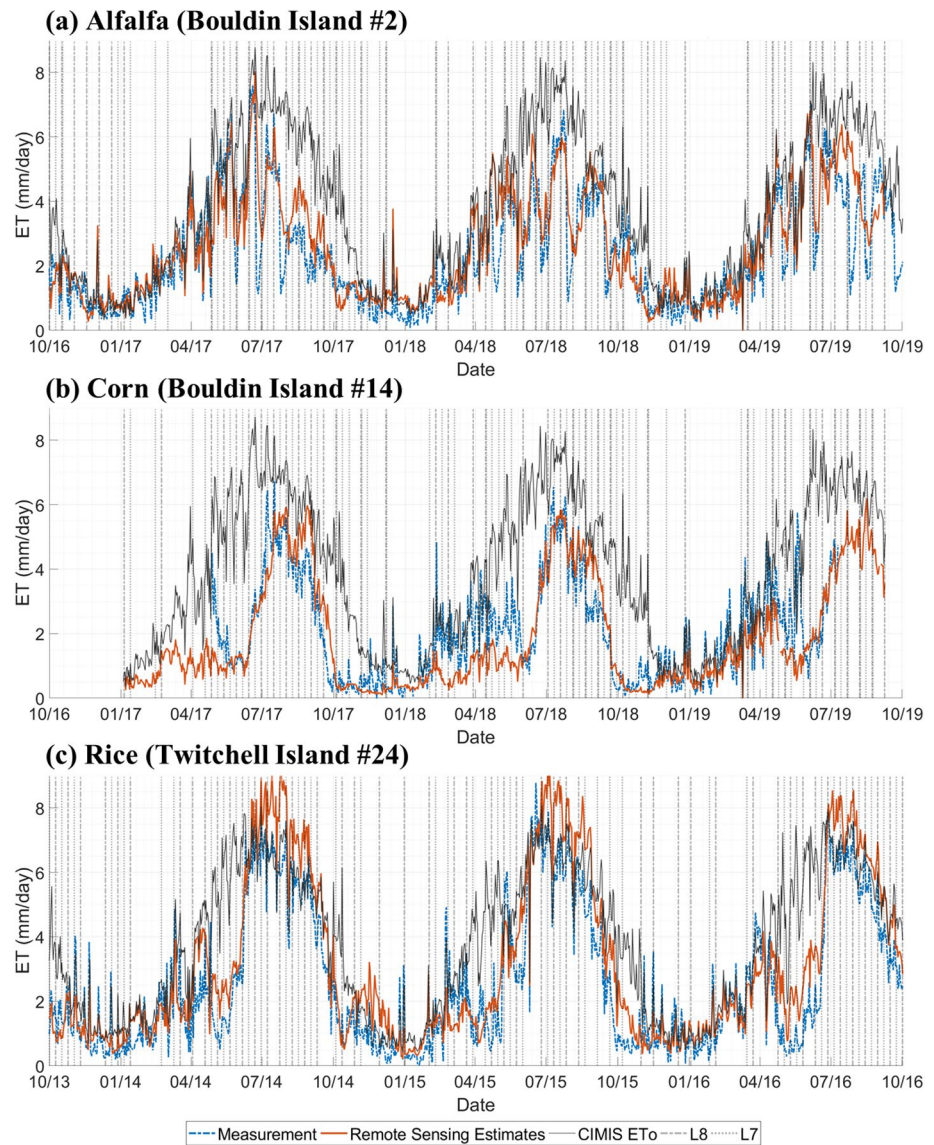 (a) Alfalfa (Bouldin Island #2)
8
6
4
2
0
ET (mm/day)
10/16 01/17 04/17 07/17 10/17 01/18 04/18 07/18 10/18 01/19 04/19 07/19 10/19
Date
(b) Corn (Bouldin Island #14)
8
6
4
2
0
ET (mm/day)
10/16 01/17 04/17 07/17 10/17 01/18 04/18 07/18 10/18 01/19 04/19 07/19 10/19
Date
(c) Rice (Twitchell Island #24)
8
6
4
2
0
ET (mm/day)
10/13 01/14 04/14 07/14 10/14 01/15 04/15 07/15 10/15 01/16 04/16 07/16 10/16
Date
Measurement Remote Sensing Estimates CIMIS ETo L8 L7